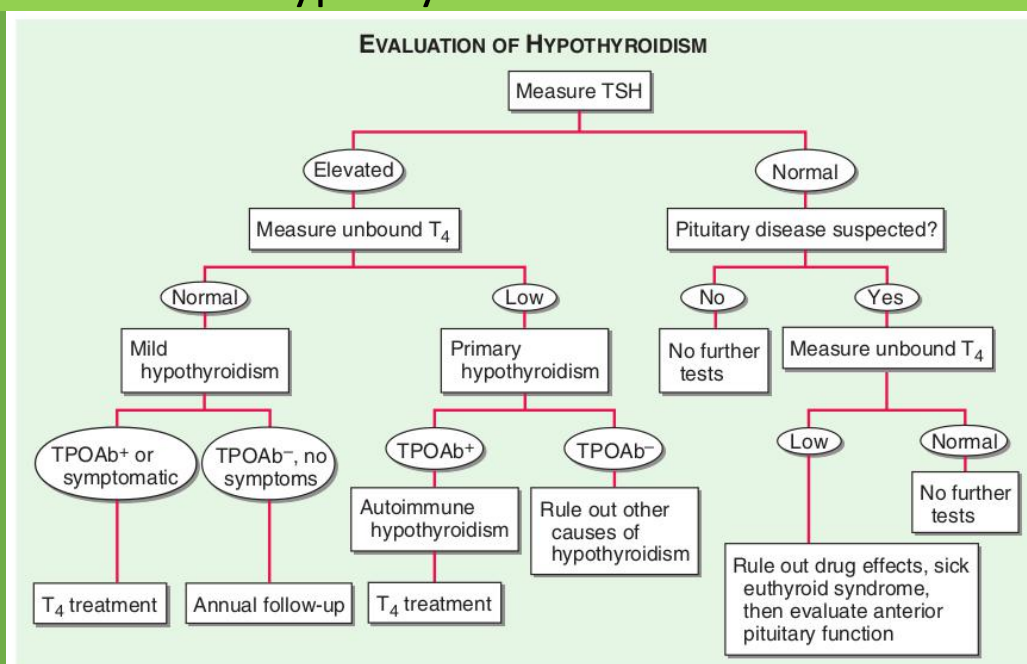 EVALUATION OF HYPOTHYROIDISM
Measure TSH
Elevated
Normal
Measure unbound T₄
Pituitary disease suspected?
Normal
Low
No
Yes
Mild
hypothyroidism
Primary
hypothyroidism
No further
tests
Measure unbound T₄
TPOAb⁺ or
symptomatic
TPOAb⁻, no
symptoms
TPOAb⁺
TPOAb⁻
Low
Normal
Autoimmune
hypothyroidism
Rule out other
causes of
hypothyroidism
No further
tests
Rule out drug effects, sick
euthyroid syndrome,
then evaluate anterior
pituitary function
T₄ treatment
Annual follow-up
T₄ treatment